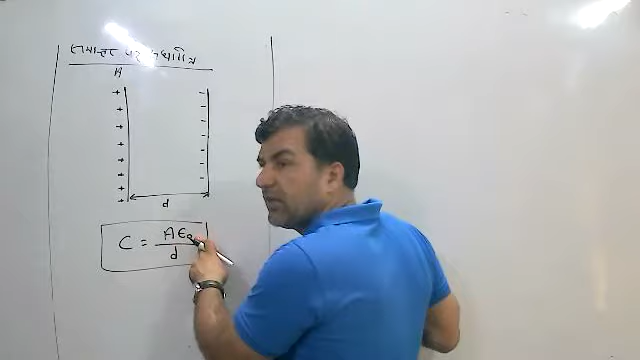 A
+ −
+ −
+ −
+ −
+ −
+ −
+ −
+
d
C = Aϵ₀/d